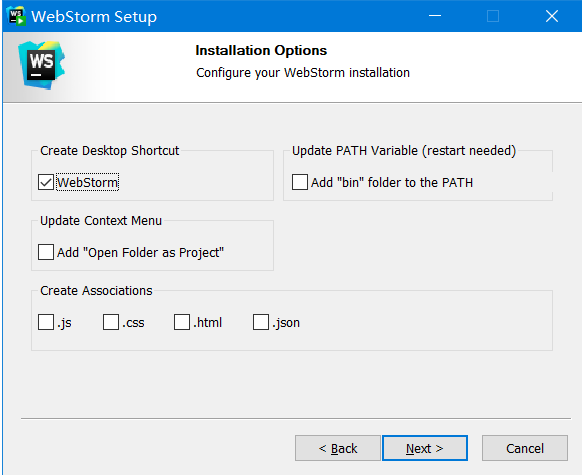 WebStorm Setup
WS
Installation Options
Configure your WebStorm installation
Create Desktop Shortcut
WebStorm
Update PATH Variable (restart needed)
Add "bin" folder to the PATH
Update Context Menu
Add "Open Folder as Project"
Create Associations
.js .css .html .json
< Back Next > Cancel